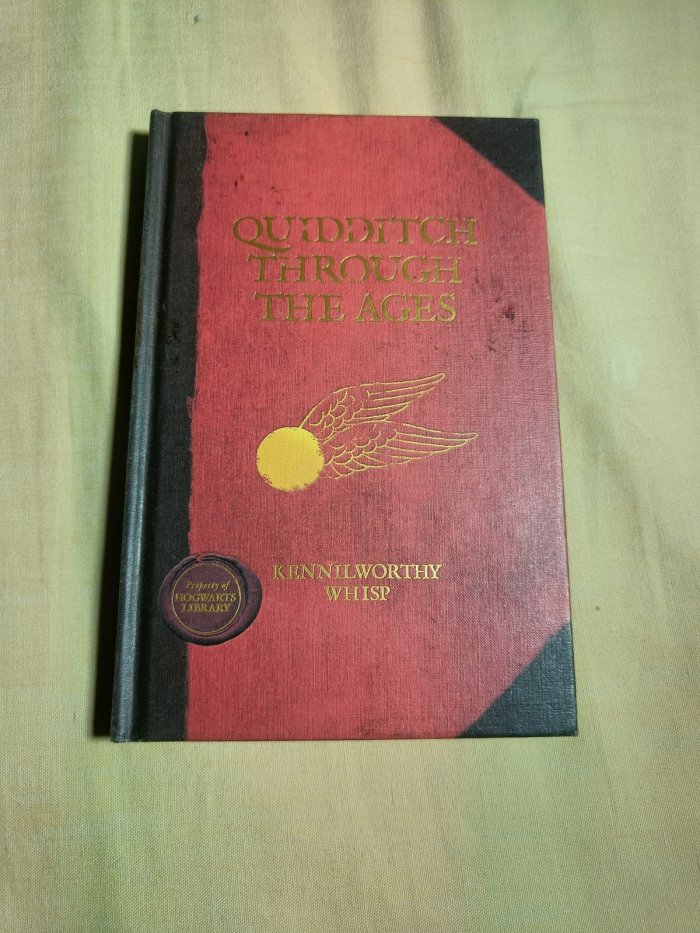 QUIDDITCH
THROUGH
THE AGES
KENNILWORTHY
WHISP
Property of
HOGWARTS
LIBRARY